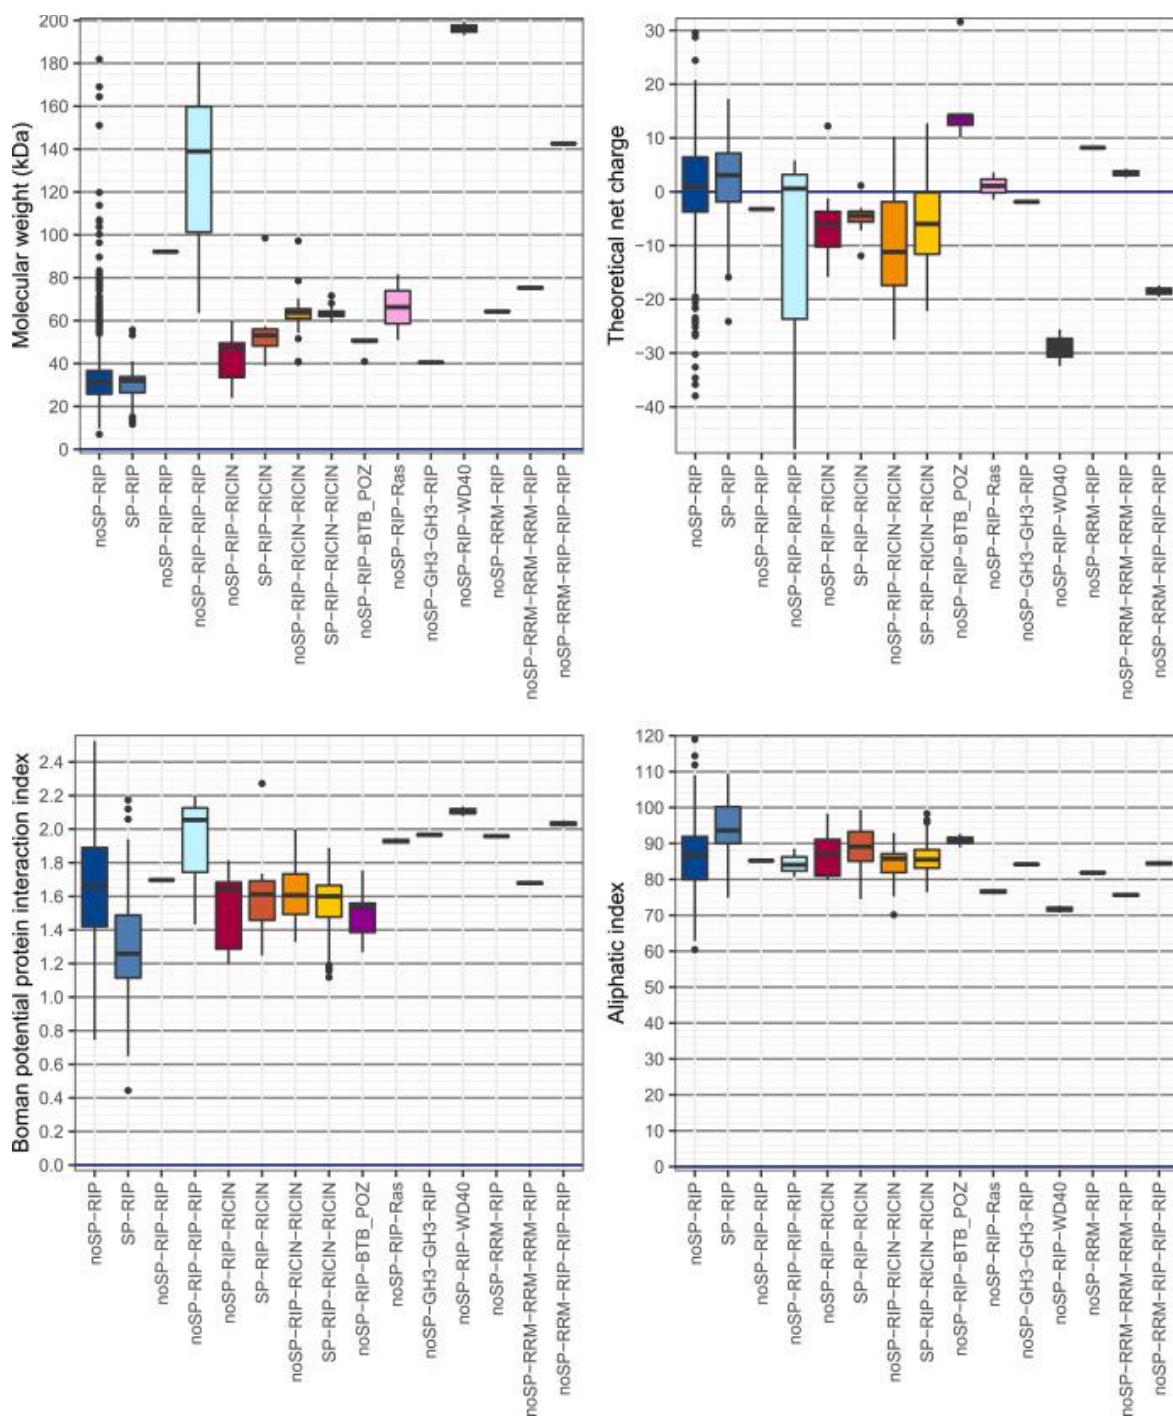 Molecular weight (kDa)
200
180
160
140
120
100
80
60
40
20
0
noSP-RIP
SP-RIP
noSP-RIP-RIP
noSP-RIP-RIP-RIP
noSP-RIP-RICIN
SP-RIP-RICIN
noSP-RIP-RICIN-RICIN
SP-RIP-RICIN-RICIN
noSP-RIP-BTB_POZ
noSP-RIP-Ras
noSP-GH3-GH3-RIP
noSP-RIP-WD40
noSP-RRM-RIP
noSP-RRM-RRM-RRM-RIP
noSP-RRM-RIP-RIP-RIP
Theoretical net charge
30
20
10
0
−10
−20
−30
−40
noSP-RIP
SP-RIP
noSP-RIP-RIP
noSP-RIP-RIP-RIP
noSP-RIP-RICIN
SP-RIP-RICIN
noSP-RIP-RICIN-RICIN
SP-RIP-RICIN-RICIN
noSP-RIP-BTB_POZ
noSP-RIP-Ras
noSP-GH3-GH3-RIP
noSP-RIP-WD40
noSP-RRM-RIP
noSP-RRM-RRM-RRM-RIP
noSP-RRM-RIP-RIP-RIP
Boman potential protein interaction index
2.4
2.2
2.0
1.8
1.6
1.4
1.2
1.0
0.8
0.6
0.4
0.2
0.0
noSP-RIP
SP-RIP
noSP-RIP-RIP
noSP-RIP-RIP-RIP
noSP-RIP-RICIN
SP-RIP-RICIN
noSP-RIP-RICIN-RICIN
SP-RIP-RICIN-RICIN
noSP-RIP-BTB_POZ
noSP-RIP-Ras
noSP-GH3-GH3-RIP
noSP-RIP-WD40
noSP-RRM-RIP
noSP-RRM-RRM-RRM-RIP
noSP-RRM-RIP-RIP-RIP
Aliphatic index
120
110
100
90
80
70
60
50
40
30
20
10
0
noSP-RIP
SP-RIP
noSP-RIP-RIP
noSP-RIP-RIP-RIP
noSP-RIP-RICIN
SP-RIP-RICIN
noSP-RIP-RICIN-RICIN
SP-RIP-RICIN-RICIN
noSP-RIP-BTB_POZ
noSP-RIP-Ras
noSP-GH3-GH3-RIP
noSP-RIP-WD40
noSP-RRM-RIP
noSP-RRM-RRM-RRM-RIP
noSP-RRM-RIP-RIP-RIP